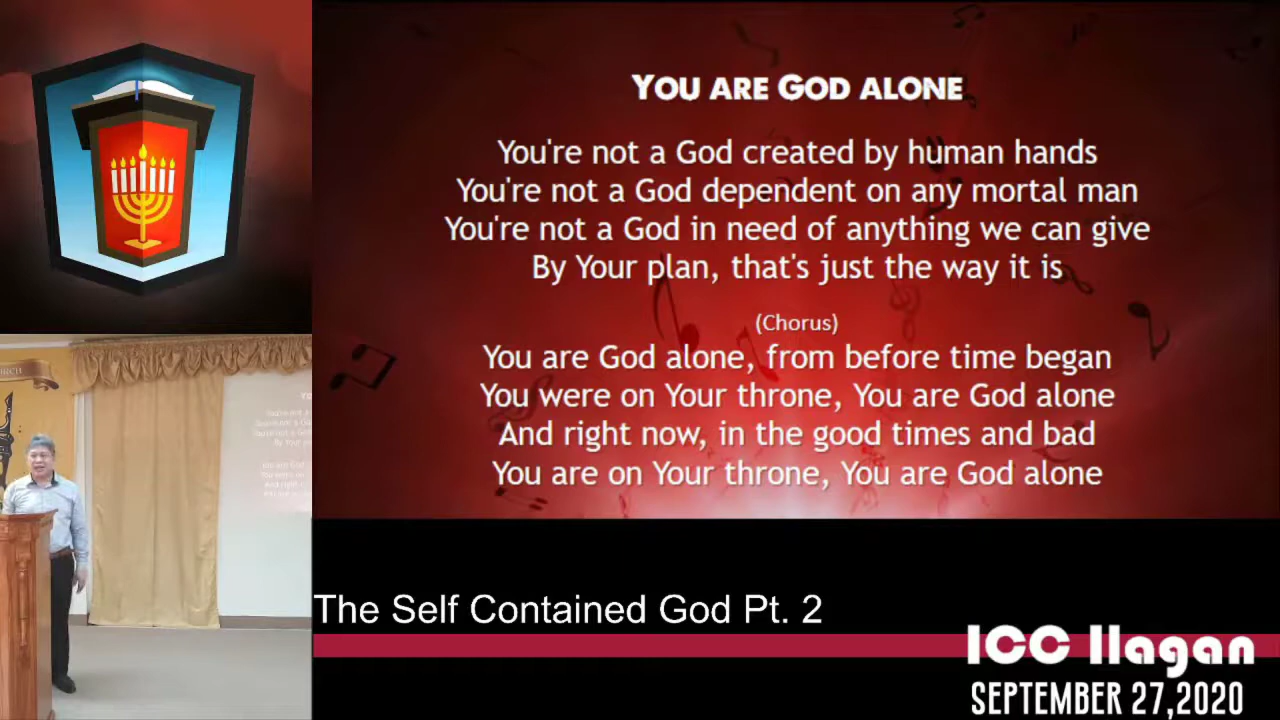 YOU ARE GOD ALONE
You're not a God created by human hands
You're not a God dependent on any mortal man
You're not a God in need of anything we can give
By Your plan, that's just the way it is
(Chorus)
You are God alone, from before time began
You were on Your throne, You are God alone
And right now, in the good times and bad
You are on Your throne, You are God alone
The Self Contained God Pt. 2
ICC Ilagan
SEPTEMBER 27,2020